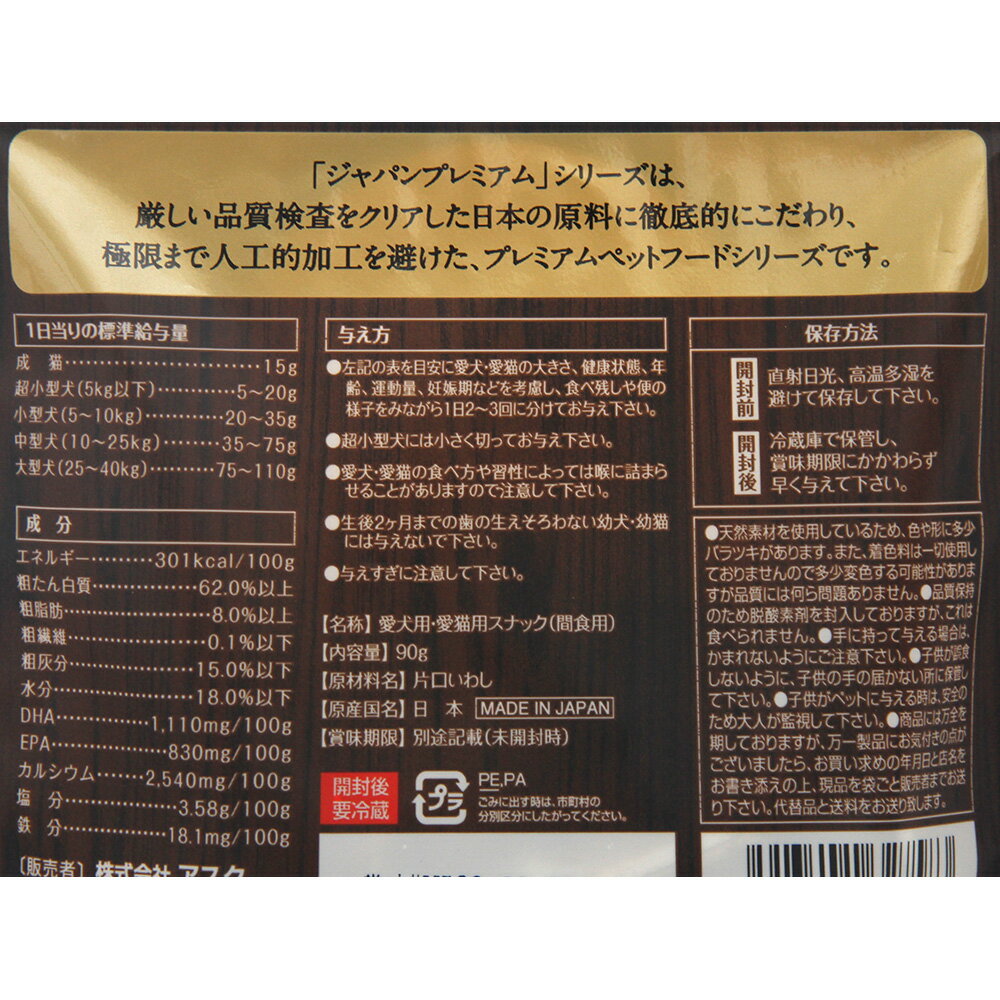 「ジャパンプレミアム」シリーズは、
厳しい品質検査をクリアした日本の原料に徹底的にこだわり、
極限まで人工的加工を避けた、プレミアムペットフードシリーズです。
1日当りの標準給与量
成　猫‥‥‥‥‥‥‥‥15g
超小型犬(5kg以下)‥‥‥‥5〜20g
小型犬(5〜10kg)‥‥‥‥20〜35g
中型犬(10〜25kg)‥‥‥35〜75g
大型犬(25〜40kg)‥‥‥75〜110g
成　分
エネルギー‥‥‥301kcal/100g
粗たん白質‥‥‥‥62.0%以上
粗脂肪‥‥‥‥‥‥8.0%以上
粗繊維‥‥‥‥‥‥0.1%以下
粗灰分‥‥‥‥‥15.0%以下
水分‥‥‥‥‥‥18.0%以下
DHA‥‥‥‥1,110mg/100g
EPA‥‥‥‥‥830mg/100g
カルシウム‥‥2,540mg/100g
塩　分‥‥‥‥3.58g/100g
鉄　分‥‥‥‥18.1mg/100g
〔販売者〕株式会社 アスク
与え方
●左記の表を目安に愛犬・愛猫の大きさ、健康状態、年
齢、運動量、妊娠期などを考慮し、食べ残しや便の
様子をみながら1日2〜3回に分けてお与え下さい。
●超小型犬には小さく切ってお与え下さい。
●愛犬・愛猫の食べ方や習性によっては喉に詰まら
せることがありますので注意して下さい。
●生後2ヶ月までの歯の生えそろわない幼犬・幼猫
には与えないで下さい。
●与えすぎに注意して下さい。
【名称】愛犬用・愛猫用スナック(間食用)
【内容量】90g
【原材料名】片口いわし
【原産国名】日　本 MADE IN JAPAN
【賞味期限】別途記載(未開封時)
開封後
要冷蔵
プラ
PE,PA
ごみに出す時は、市町村の
分別区分にしたがってください。
保存方法
開封前
直射日光、高温多湿を
避けて保存して下さい。
開封後
冷蔵庫で保管し、
賞味期限にかかわらず
早く与えて下さい。
●天然素材を使用しているため、色や形に多少
バラツキがあります。また、着色料は一切使用し
ておりませんので多少変色する可能性がありま
すが品質には何ら問題ありません。●品質保持
のため脱酸素剤を封入しておりますが、これは
食べられません。●手に持って与える場合は、
かまれないようにご注意下さい。●子供が誤食
しないように、子供の手の届かない所に保管し
て下さい。●子供がペットに与える時は、安全の
ため大人が監視して下さい。●商品には万全を
期しておりますが、万一製品にお気付きの点が
ございましたら、お買い求めの年月日と店名を
お書き添えの上、現品を袋ごと販売者までお送
り下さい。代替品と送料をお送り致します。